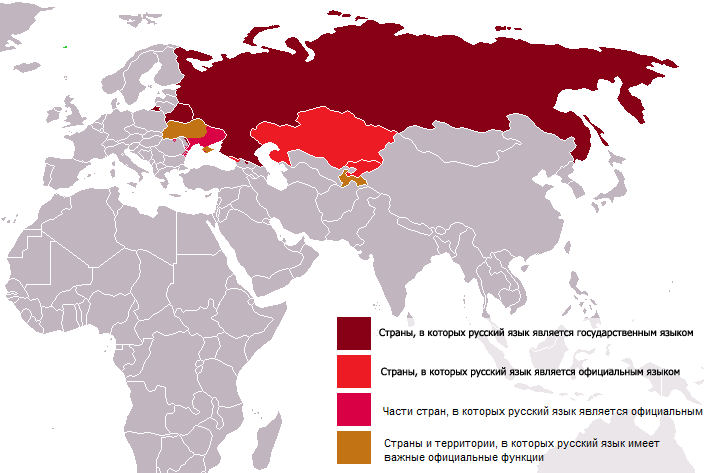 Страны, в которых русский язык является государственным языком
Страны, в которых русский язык является официальным языком
Части стран, в которых русский язык является официальным
Страны и территории, в которых русский язык имеет
важные официальные функции